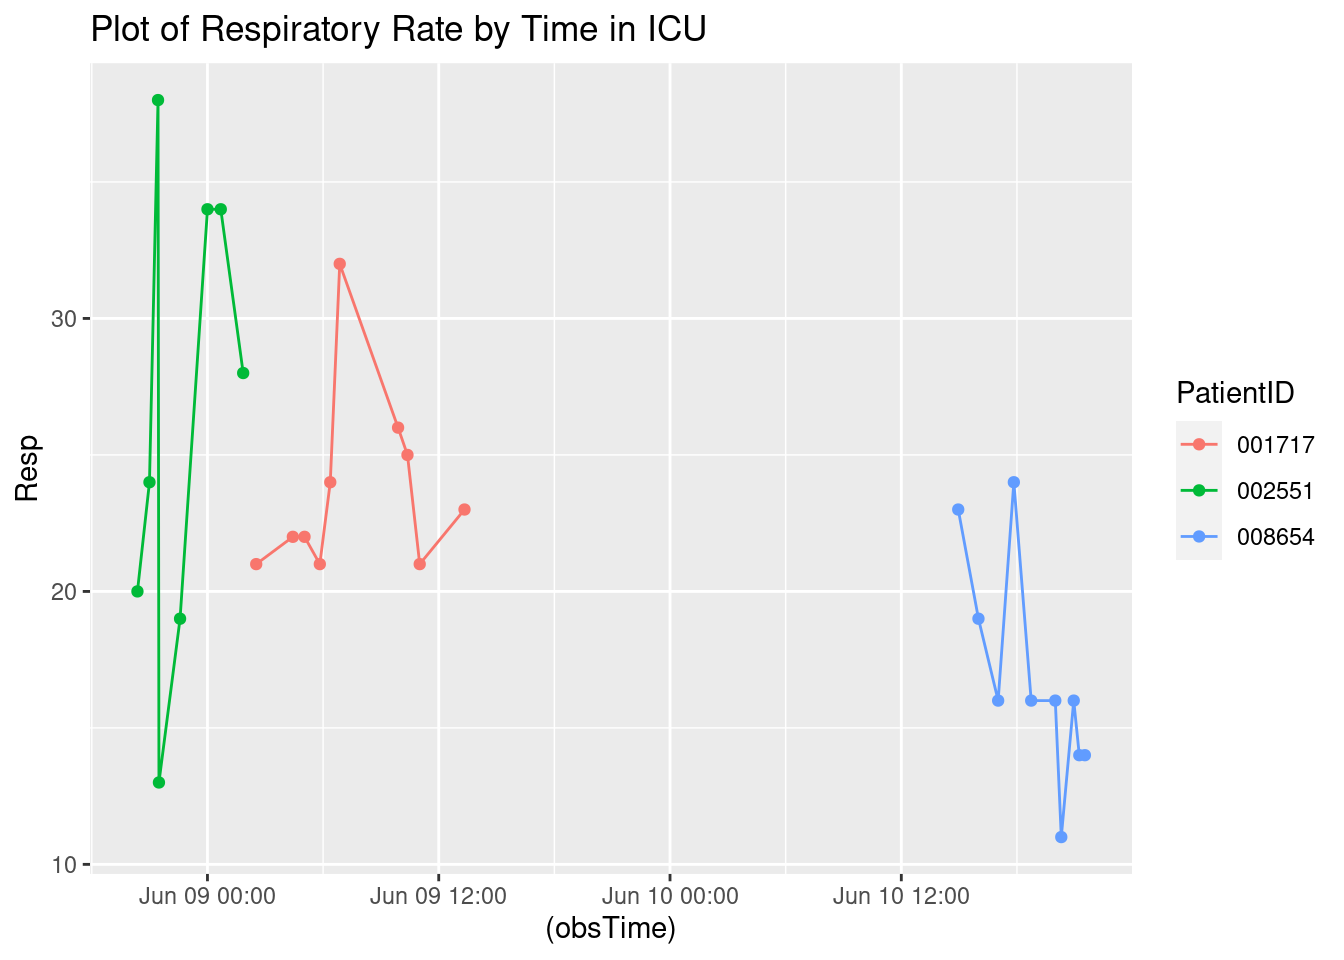 Plot of Respiratory Rate by Time in ICU
Resp
30
20
10
Jun 09 00:00 Jun 09 12:00 Jun 10 00:00 Jun 10 12:00
(obsTime)
PatientID
001717
002551
008654